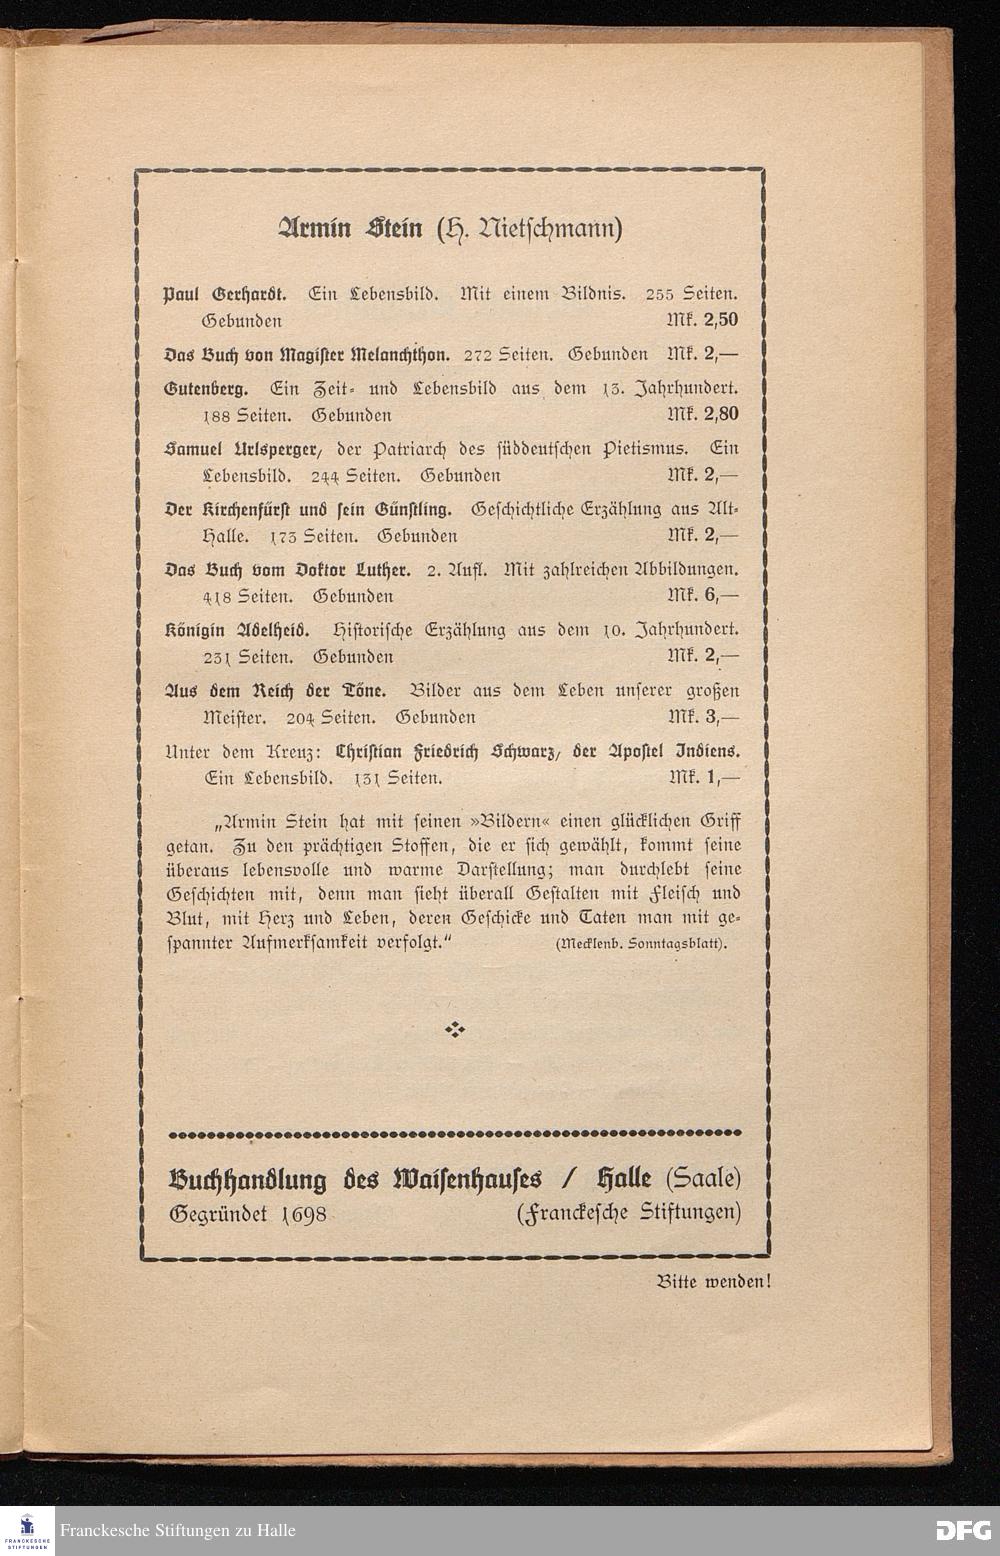 Armin Stein (H. Nietschmann)
Paul Gerhardt. Ein Lebensbild. Mit einem Bildnis. 255 Seiten.
Gebunden Mk. 2,50
Das Buch von Magister Melanchthon. 272 Seiten. Gebunden Mk. 2,—
Gutenberg. Ein Zeit- und Lebensbild aus dem 15. Jahrhundert.
188 Seiten. Gebunden Mk. 2,80
Samuel Urlsperger, der Patriarch des süddeutschen Pietismus. Ein
Lebensbild. 244 Seiten. Gebunden Mk. 2,—
Der Kirchenfürst und sein Günstling. Geschichtliche Erzählung aus Alt-
Halle. 173 Seiten. Gebunden Mk. 2,—
Das Buch vom Doktor Luther. 2. Aufl. Mit zahlreichen Abbildungen.
418 Seiten. Gebunden Mk. 6,—
Königin Adelheid. Historische Erzählung aus dem 10. Jahrhundert.
231 Seiten. Gebunden Mk. 2,—
Aus dem Reich der Töne. Bilder aus dem Leben unserer großen
Meister. 204 Seiten. Gebunden Mk. 3,—
Unter dem Kreuz: Christian Friedrich Schwarz, der Apostel Indiens.
Ein Lebensbild. 131 Seiten. Mk. 1,—
„Armin Stein hat mit seinen »Bildern« einen glücklichen Griff
getan. Zu den prächtigen Stoffen, die er sich gewählt, kommt seine
überaus lebensvolle und warme Darstellung; man durchlebt seine
Geschichten mit, denn man sieht überall Gestalten mit Fleisch und
Blut, mit Herz und Leben, deren Geschicke und Taten man mit ge-
spannter Aufmerksamkeit verfolgt.“ (Mecklenb. Sonntagsblatt).
Buchhandlung des Waisenhauses / Halle (Saale)
Gegründet 1698 (Franckesche Stiftungen)
Bitte wenden!
FRANCKESCHE
STIFTUNGEN
Franckesche Stiftungen zu Halle
DFG